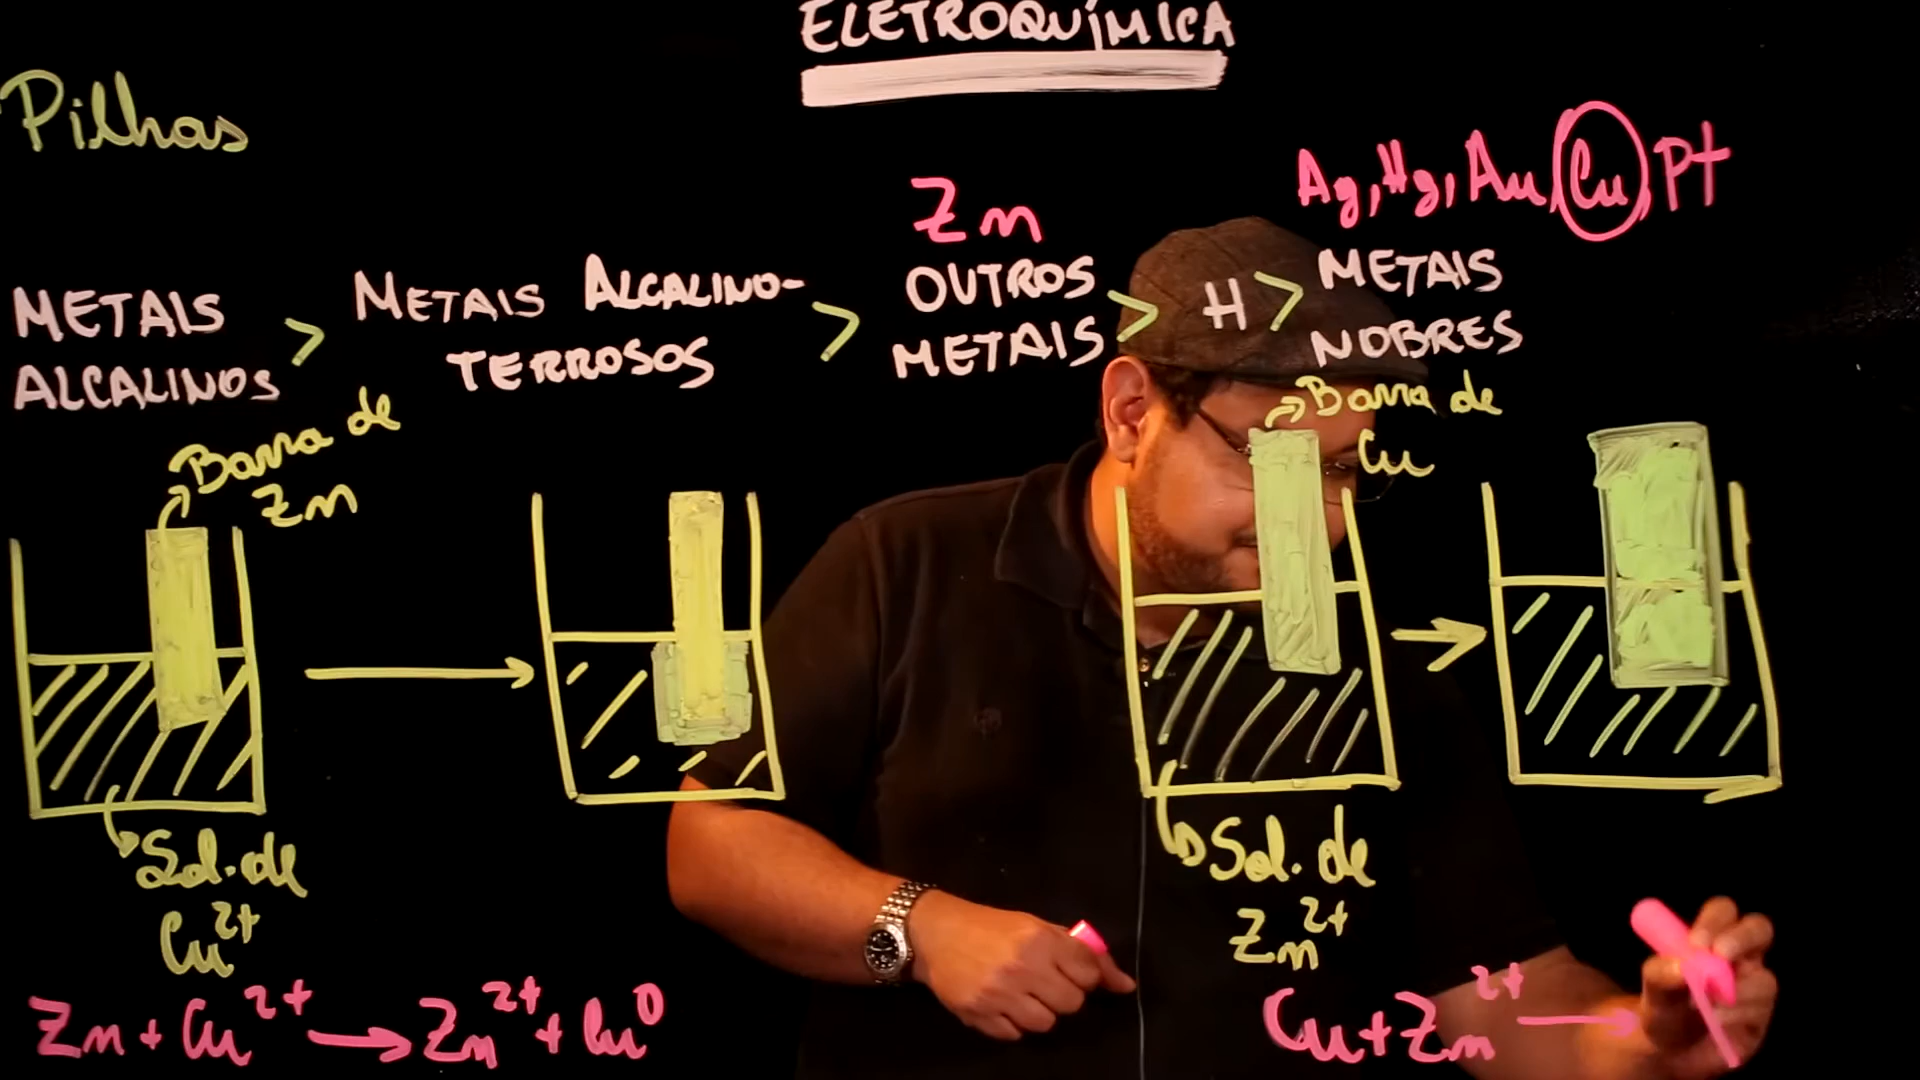 ELETROQUÍMICA
Pilhas
Ag, Hg, Au, Cu, Pt
Zn
METAIS ALCALINOS > METAIS ALCALINO-TERROSOS > OUTROS METAIS > H > METAIS NOBRES
Barra de
Zn
Barra de
Cu
Sol. de
Cu²⁺
Sol. de
Zn²⁺
Zn + Cu²⁺ → Zn²⁺ + Cu⁰
Cu + Zn²⁺ →